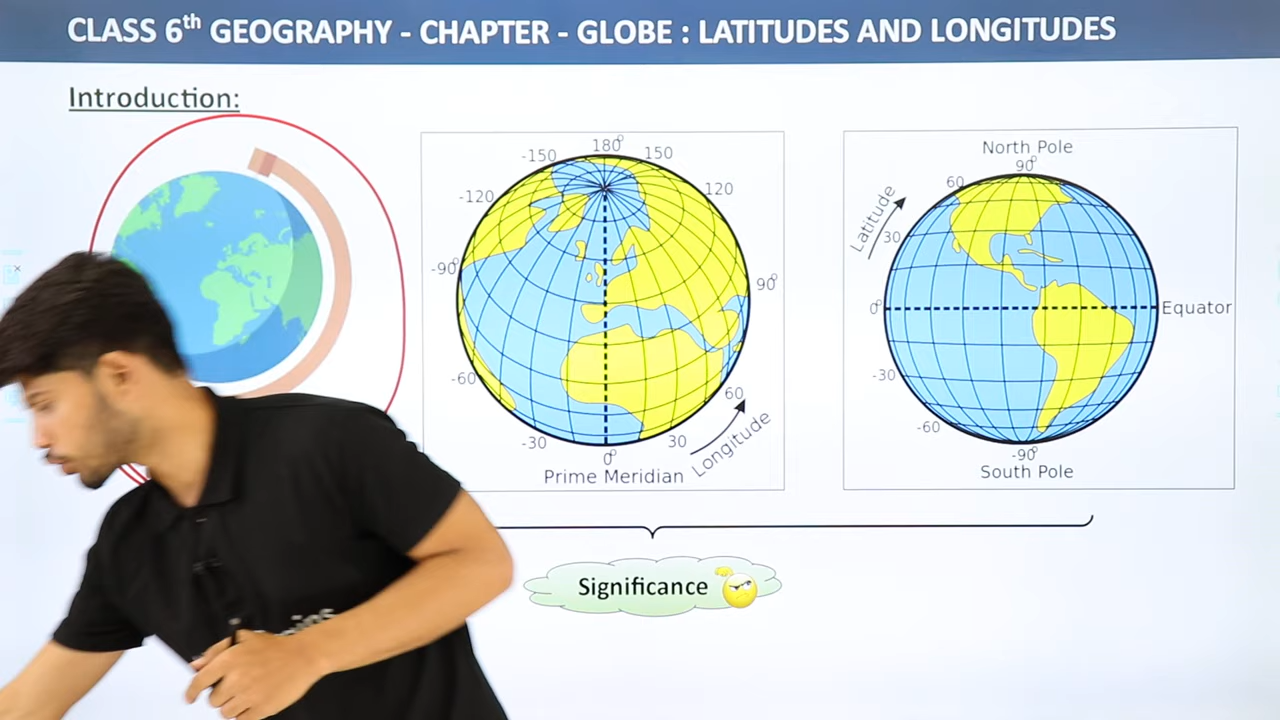 CLASS 6th GEOGRAPHY - CHAPTER - GLOBE : LATITUDES AND LONGITUDES
Introduction:
-150 180° 150
-120 120
-90 90°
-60 60
-30 0° 30
Longitude
Prime Meridian
North Pole
90°
60
Latitude
30
0° Equator
-30
-60
-90°
South Pole
Significance